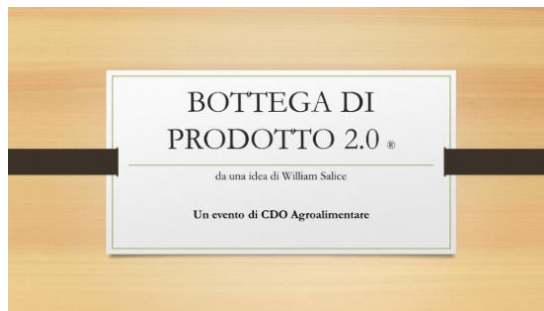 BOTTEGA DI
PRODOTTO 2.0 ®
da una idea di William Salice
Un evento di CDO Agroalimentare